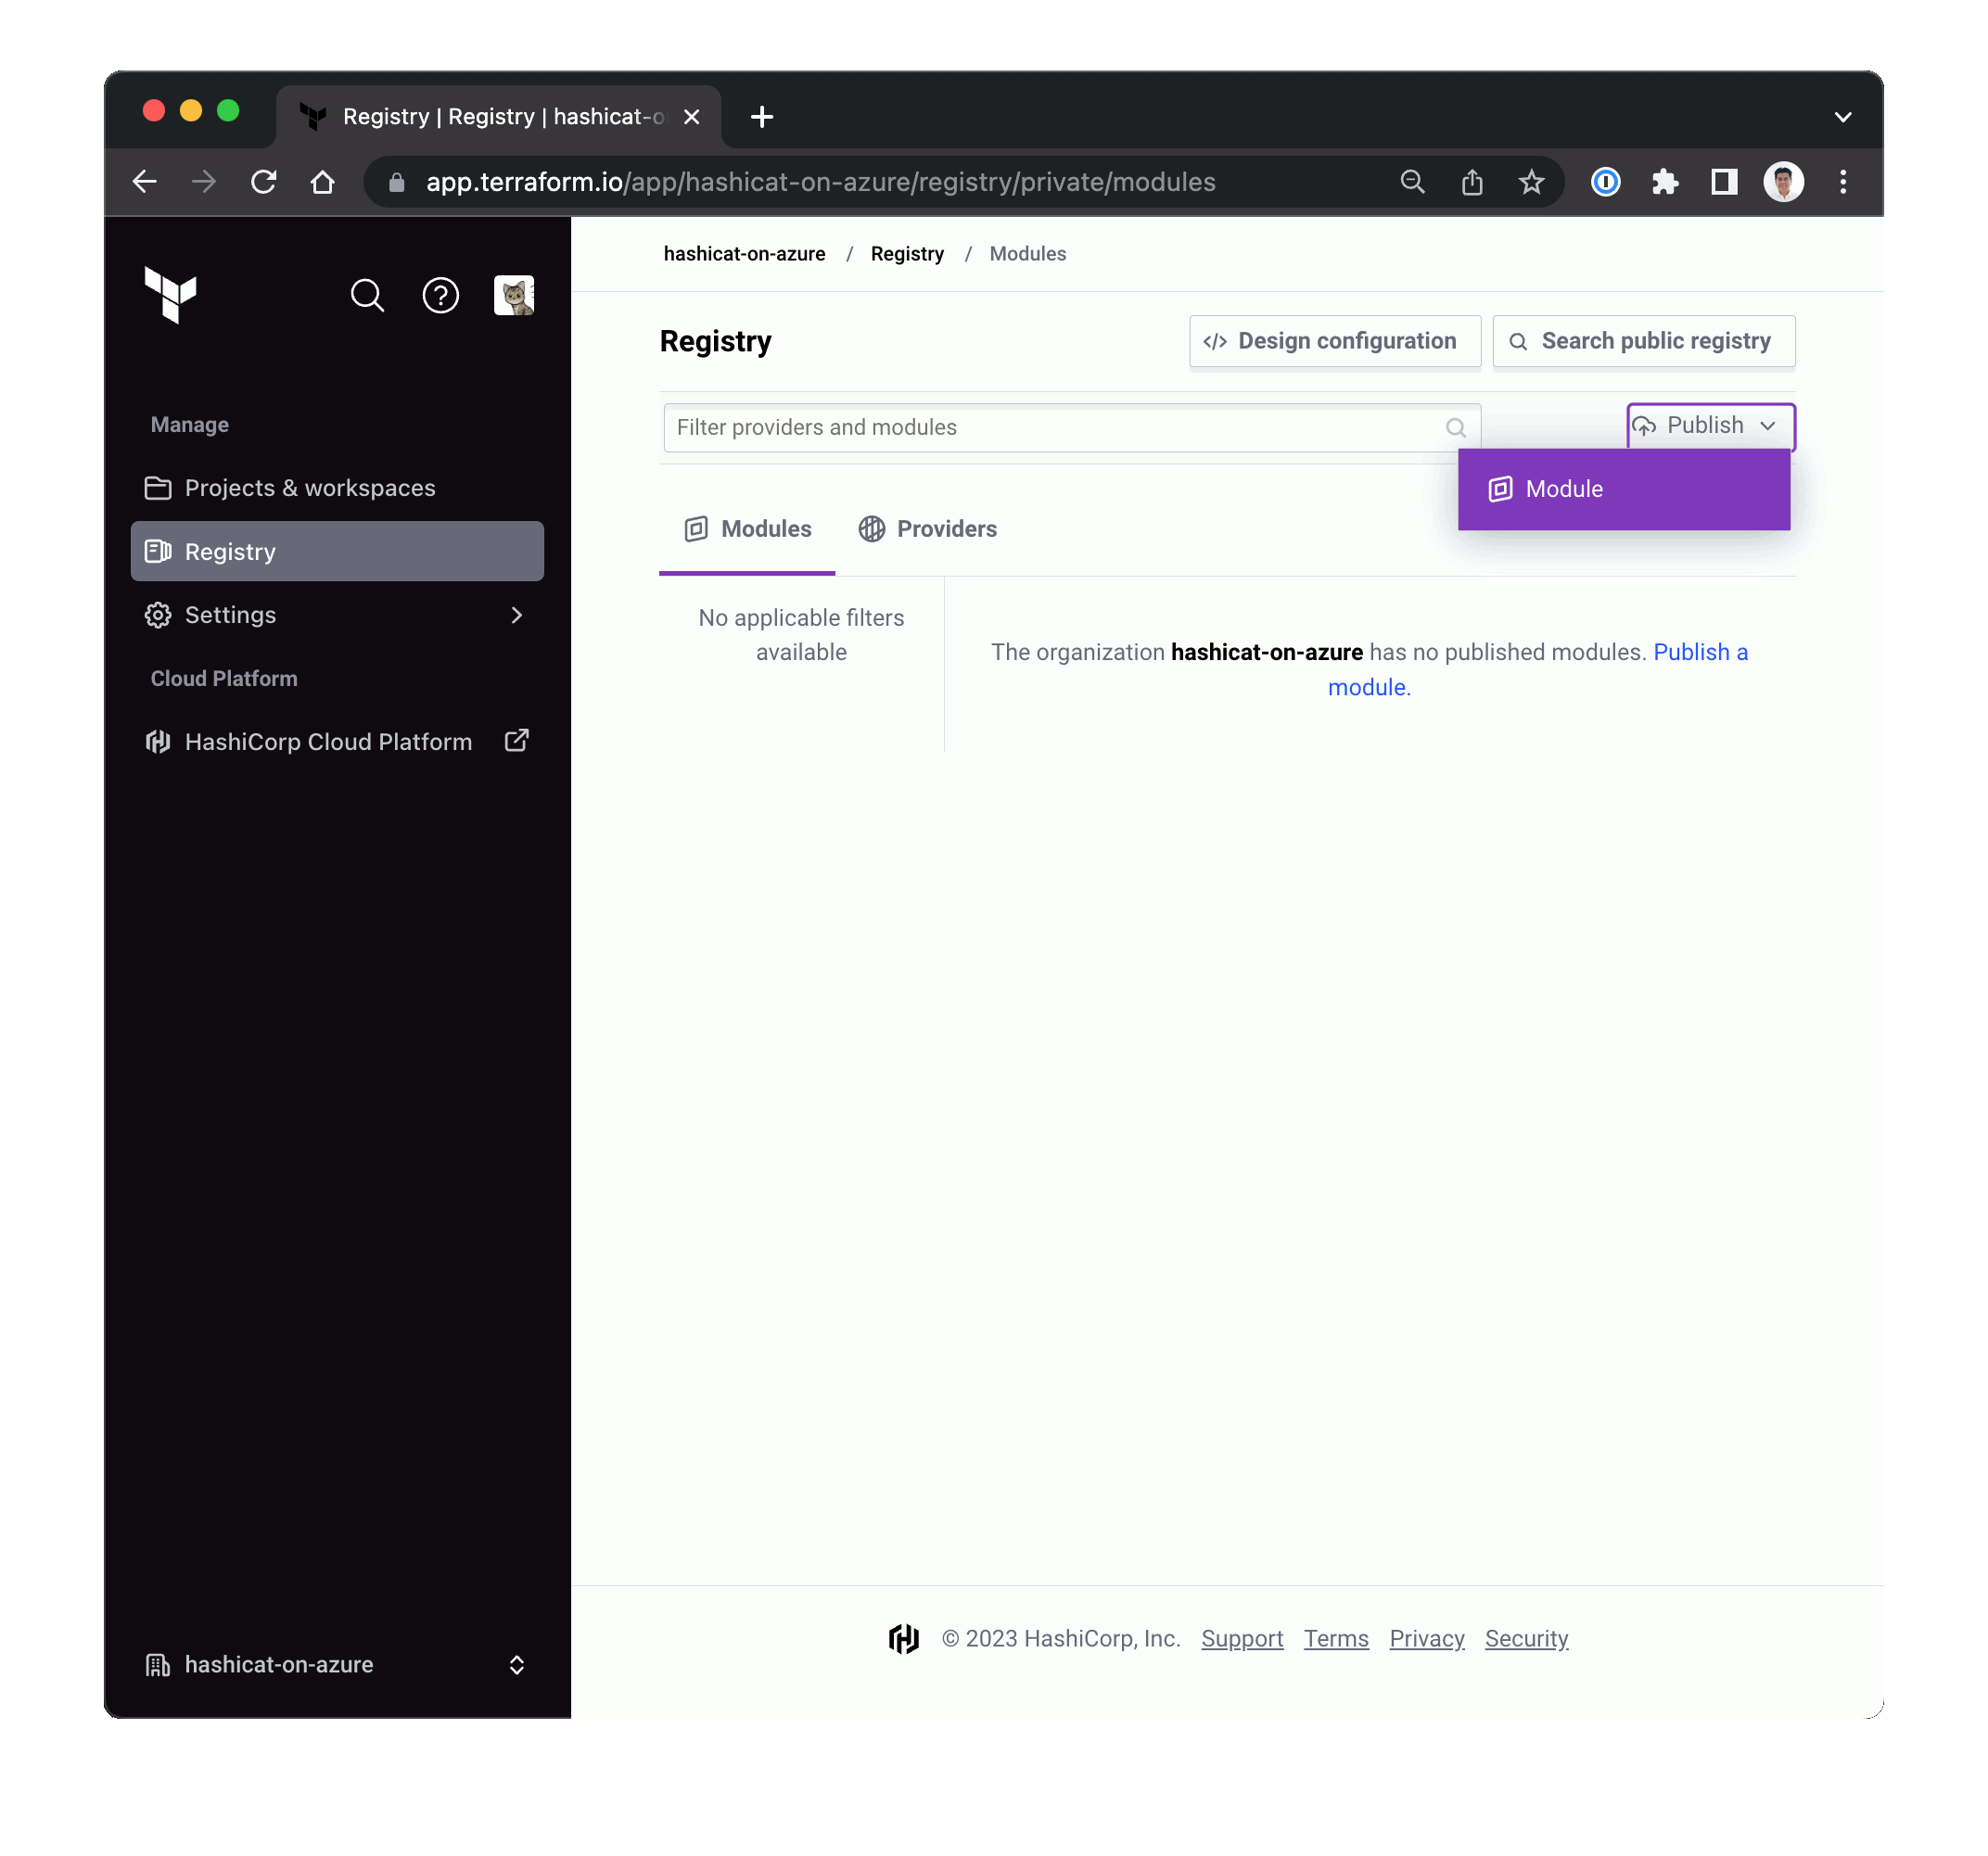 Registry | Registry | hashicat-o
app.terraform.io/app/hashicat-on-azure/registry/private/modules
hashicat-on-azure / Registry / Modules
Registry
</> Design configuration
Search public registry
Manage
Filter providers and modules
Publish
Projects & workspaces
Module
Modules
Providers
Registry
Settings
No applicable filters
available
The organization hashicat-on-azure has no published modules. Publish a
module.
Cloud Platform
HashiCorp Cloud Platform
© 2023 HashiCorp, Inc. Support Terms Privacy Security
hashicat-on-azure